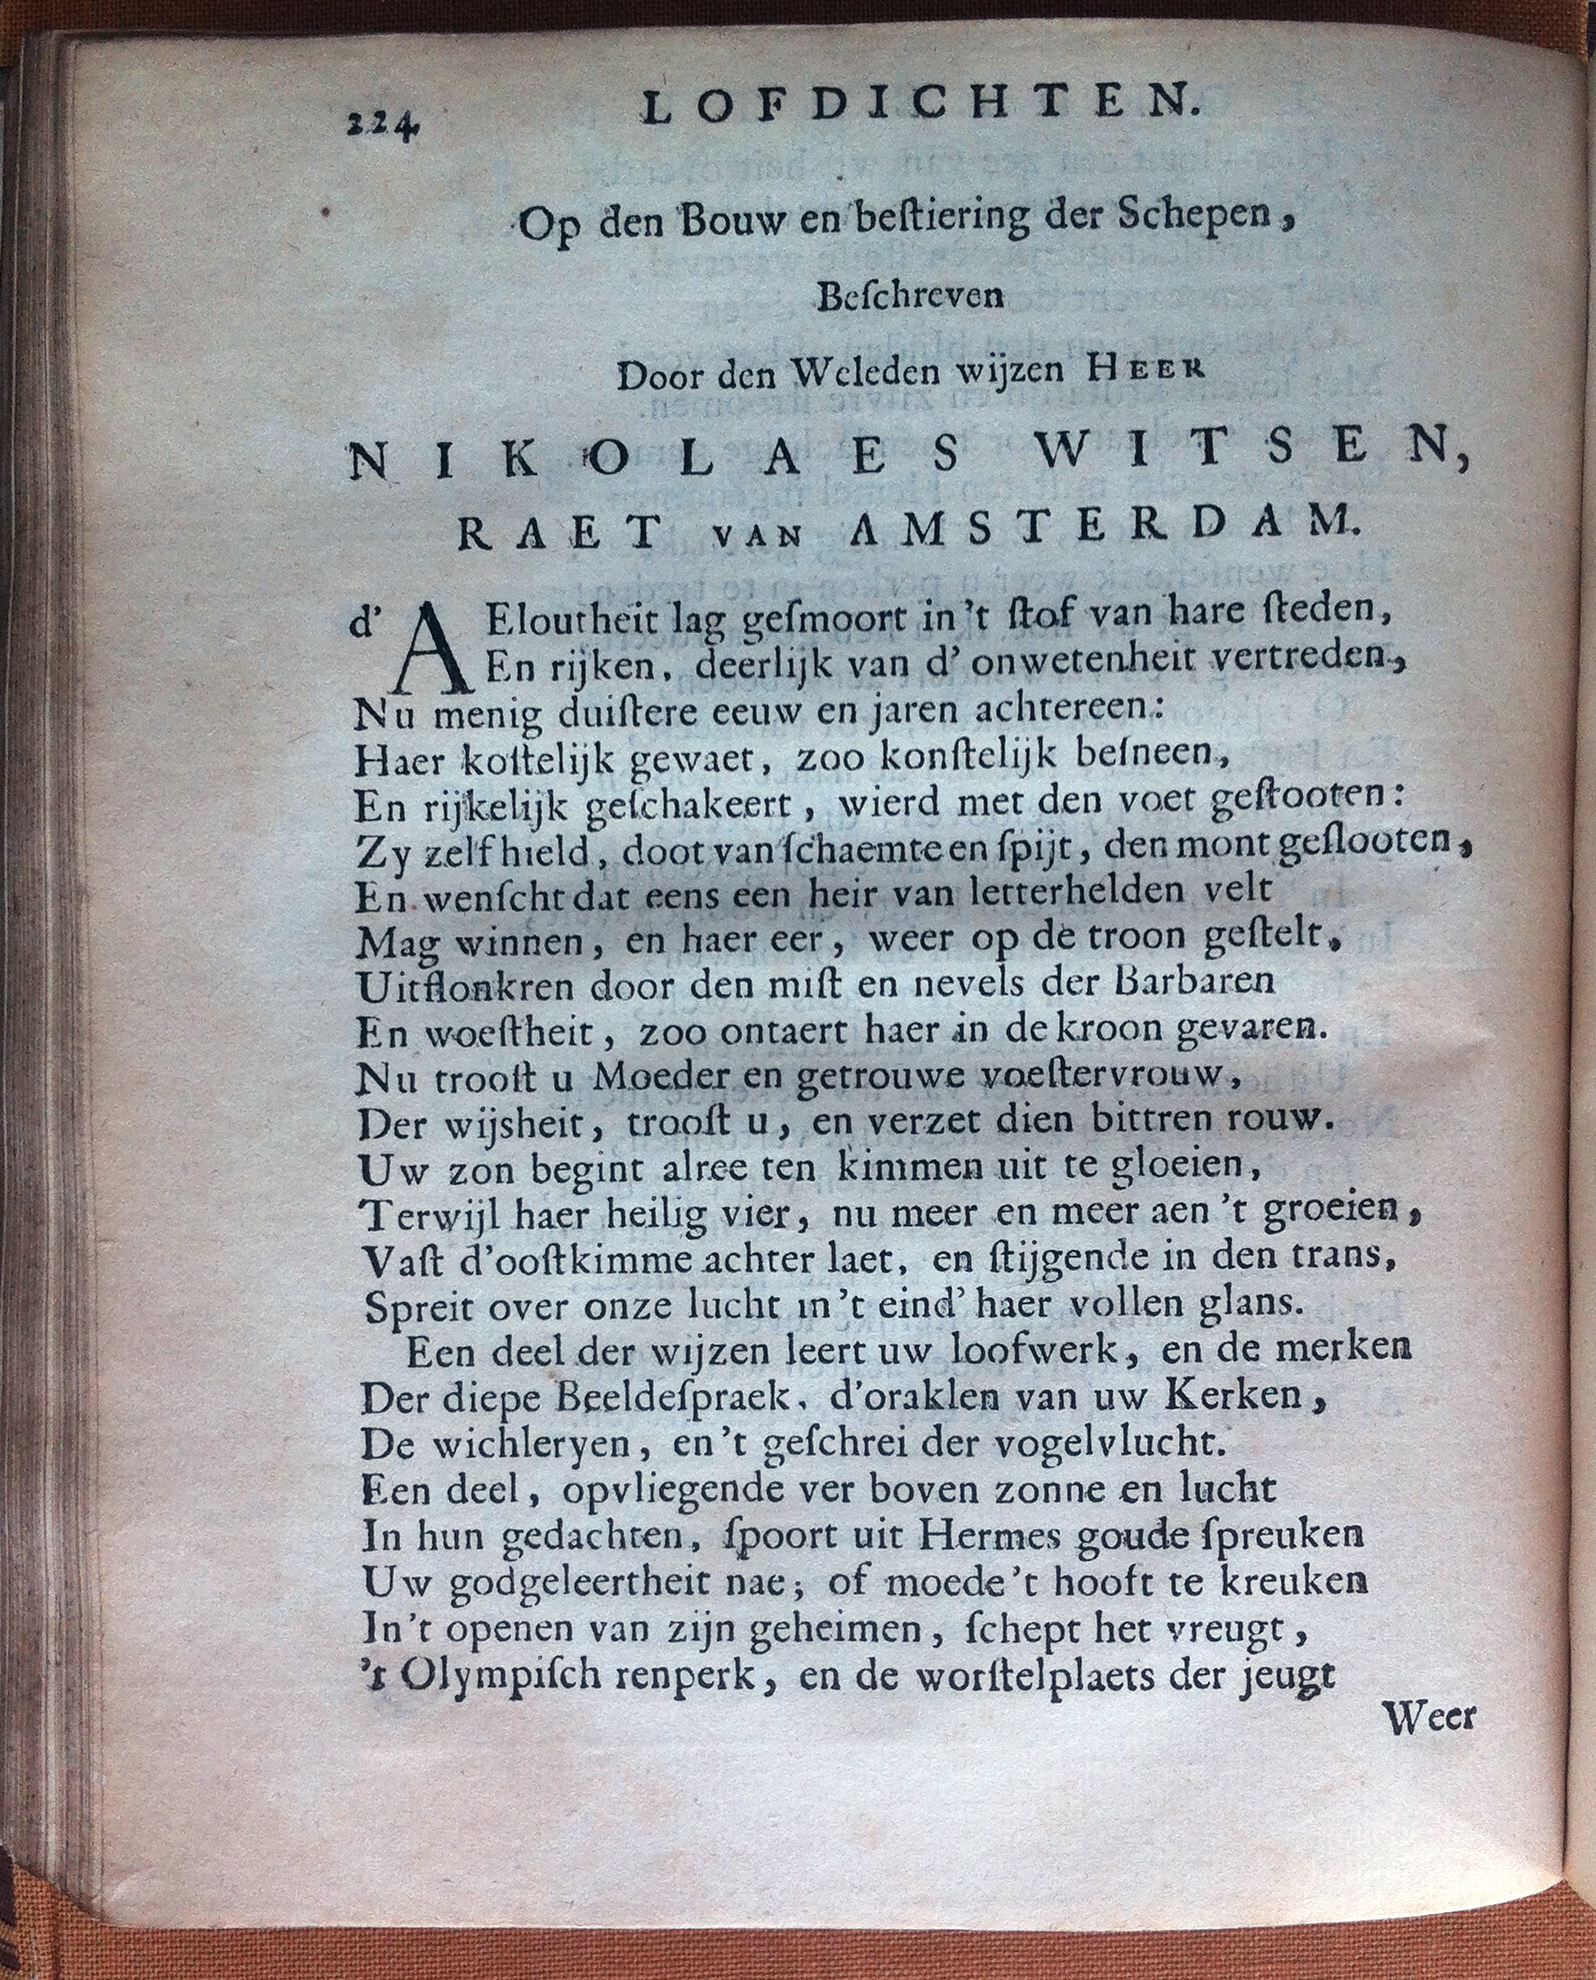 224 LOFDICHTEN.
Op den Bouw en beſtiering der Schepen,
Beſchreven
Door den Weleden wijzen HEER
NIKOLAES WITSEN,
RAET VAN AMSTERDAM.
d' AEloutheit lag geſmoort in 't ſtof van hare ſteden,
En rijken, deerlijk van d' onwetenheit vertreden,
Nu menig duiſtere eeuw en jaren achtereen:
Haer koſtelijk gewaet, zoo konſtelijk beſneen,
En rijkelijk geſchakeert, wierd met den voet geſtooten:
Zy zelf hield, doot van ſchaemte en ſpijt, den mont geſlooten,
En wenſcht dat eens een heir van letterhelden velt
Mag winnen, en haer eer, weer op de troon geſtelt,
Uitflonkren door den miſt en nevels der Barbaren
En woeſtheit, zoo ontaert haer in de kroon gevaren.
Nu trooſt u Moeder en getrouwe voeſtervrouw,
Der wijsheit, trooſt u, en verzet dien bittren rouw.
Uw zon begint alree ten kimmen uit te gloeien,
Terwijl haer heilig vier, nu meer en meer aen 't groeien,
Vaſt d'ooſtkimme achter laet, en ſtijgende in den trans,
Spreit over onze lucht in 't eind' haer vollen glans.
Een deel der wijzen leert uw loofwerk, en de merken
Der diepe Beeldeſpraek, d'oraklen van uw Kerken,
De wichleryen, en 't geſchrei der vogelvlucht.
Een deel, opvliegende ver boven zonne en lucht
In hun gedachten, ſpoort uit Hermes goude ſpreuken
Uw godgeleertheit nae; of moede 't hooft te kreuken
In 't openen van zijn geheimen, ſchept het vreugt,
't Olympiſch renperk, en de worſtelplaets der jeugt
Weer